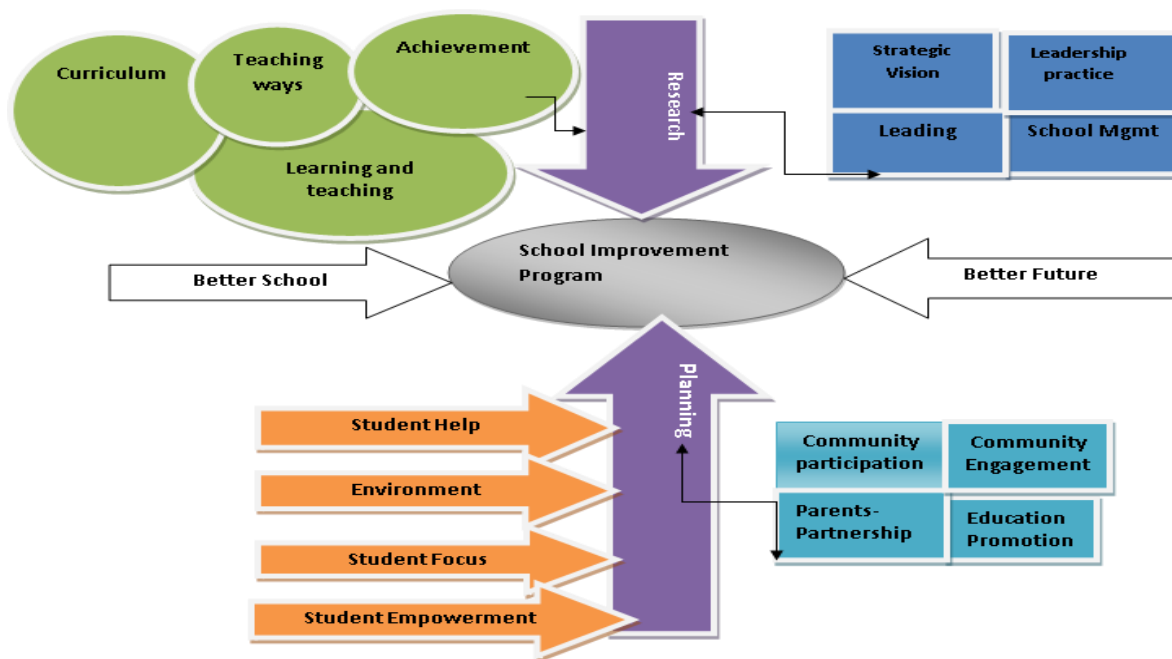 Curriculum
Teaching
ways
Achievement
Learning and
teaching
Research
Strategic
Vision
Leadership
practice
Leading
School Mgmt
Better School
School Improvement
Program
Better Future
Planning
Student Help
Environment
Student Focus
Student Empowerment
Community
participation
Community
Engagement
Parents-
Partnership
Education
Promotion